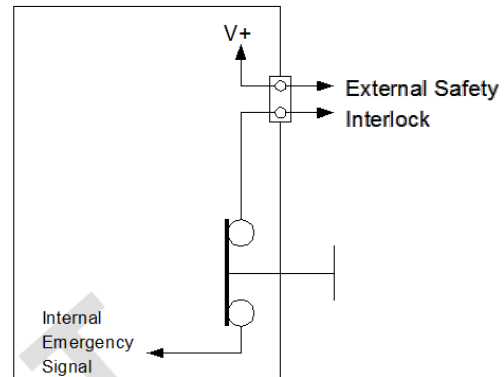 V+
External Safety
Interlock
Internal
Emergency
Signal
T